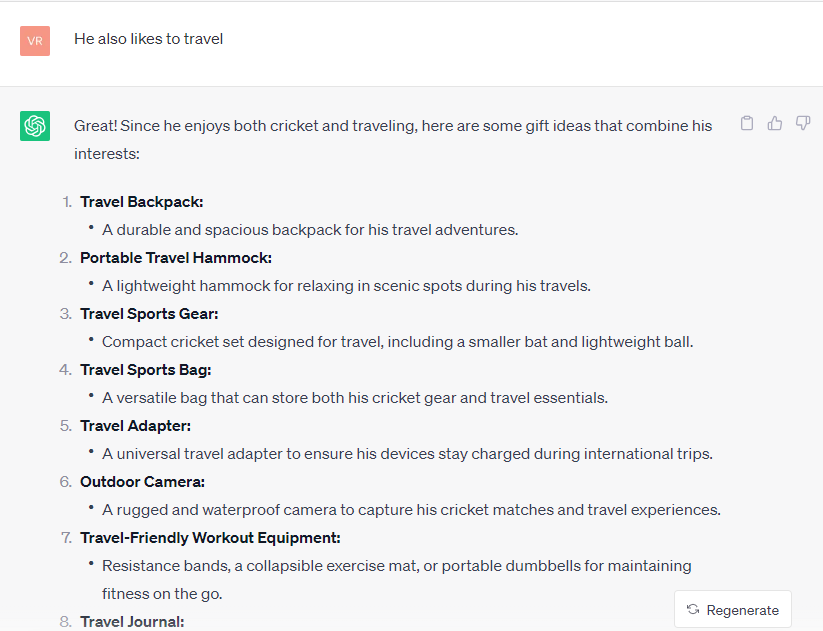 VR
He also likes to travel
Great! Since he enjoys both cricket and traveling, here are some gift ideas that combine his
interests:
1. Travel Backpack:
• A durable and spacious backpack for his travel adventures.
2. Portable Travel Hammock:
• A lightweight hammock for relaxing in scenic spots during his travels.
3. Travel Sports Gear:
• Compact cricket set designed for travel, including a smaller bat and lightweight ball.
4. Travel Sports Bag:
• A versatile bag that can store both his cricket gear and travel essentials.
5. Travel Adapter:
• A universal travel adapter to ensure his devices stay charged during international trips.
6. Outdoor Camera:
• A rugged and waterproof camera to capture his cricket matches and travel experiences.
7. Travel-Friendly Workout Equipment:
• Resistance bands, a collapsible exercise mat, or portable dumbbells for maintaining
fitness on the go.
8. Travel Journal:
Regenerate